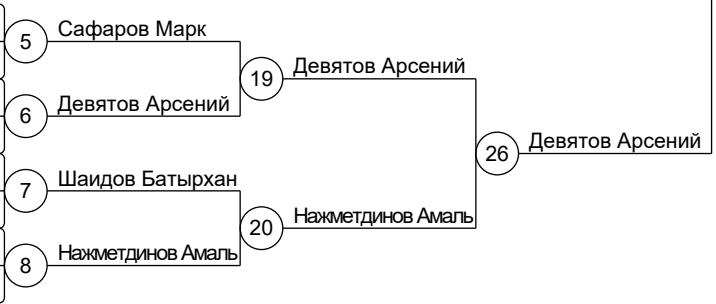 5 Сафаров Марк
19 Девятов Арсений
6 Девятов Арсений
26 Девятов Арсений
7 Шаидов Батырхан
20 Нажметдинов Амаль
8 Нажметдинов Амаль